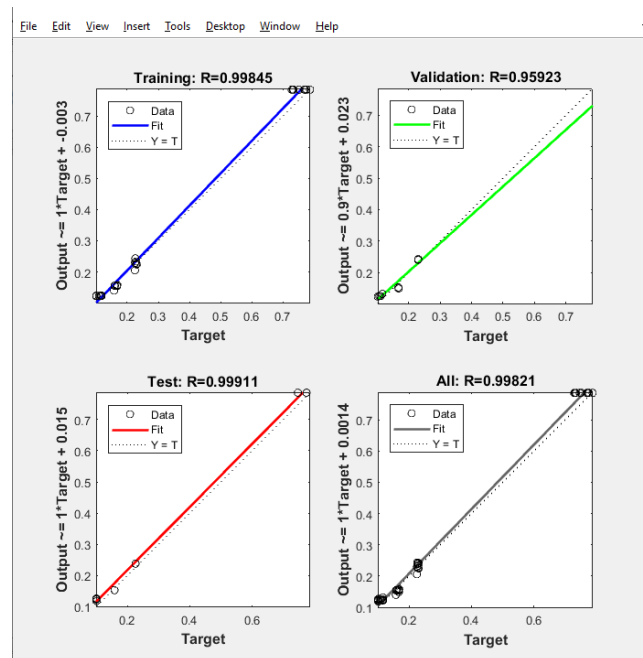 File Edit View Insert Tools Desktop Window Help
Training: R=0.99845
Data
Fit
Y = T
Output ~= 1*Target + -0.003
0.7
0.6
0.5
0.4
0.3
0.2
0.2 0.3 0.4 0.5 0.6 0.7
Target
Validation: R=0.95923
Data
Fit
Y = T
Output ~= 0.9*Target + 0.023
0.7
0.6
0.5
0.4
0.3
0.2
0.2 0.3 0.4 0.5 0.6 0.7
Target
Test: R=0.99911
Data
Fit
Y = T
Output ~= 1*Target + 0.015
0.7
0.6
0.5
0.4
0.3
0.2
0.1
0.2 0.4 0.6
Target
All: R=0.99821
Data
Fit
Y = T
Output ~= 1*Target + 0.0014
0.7
0.6
0.5
0.4
0.3
0.2
0.1
0.2 0.4 0.6
Target